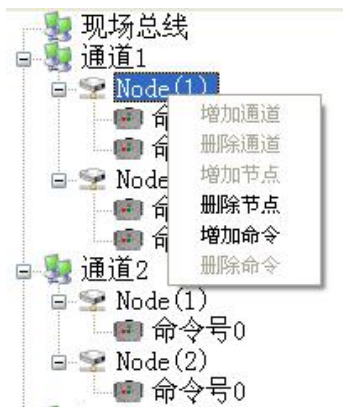 现场总线
通道1
Node(1)
增加通道
命
删除通道
命
增加节点
Node
删除节点
命
增加命令
命
删除命令
通道2
Node(1)
命令号0
Node(2)
命令号0